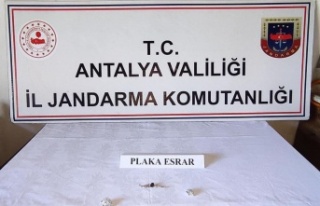 T.C.
ANTALYA VALİLİĞİ
İL JANDARMA KOMUTANLIĞI
PLAKA ESRAR